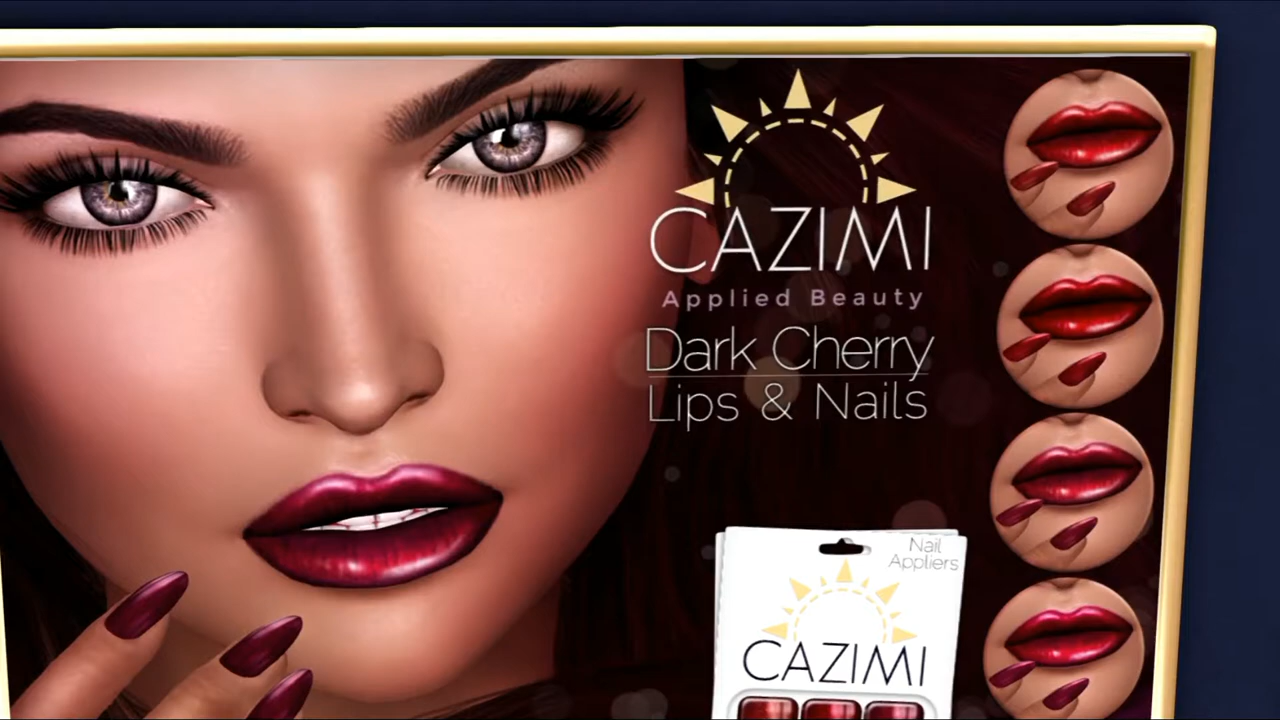 CAZIMI
Applied Beauty
Dark Cherry
Lips & Nails
Nail
Appliers
CAZIMI